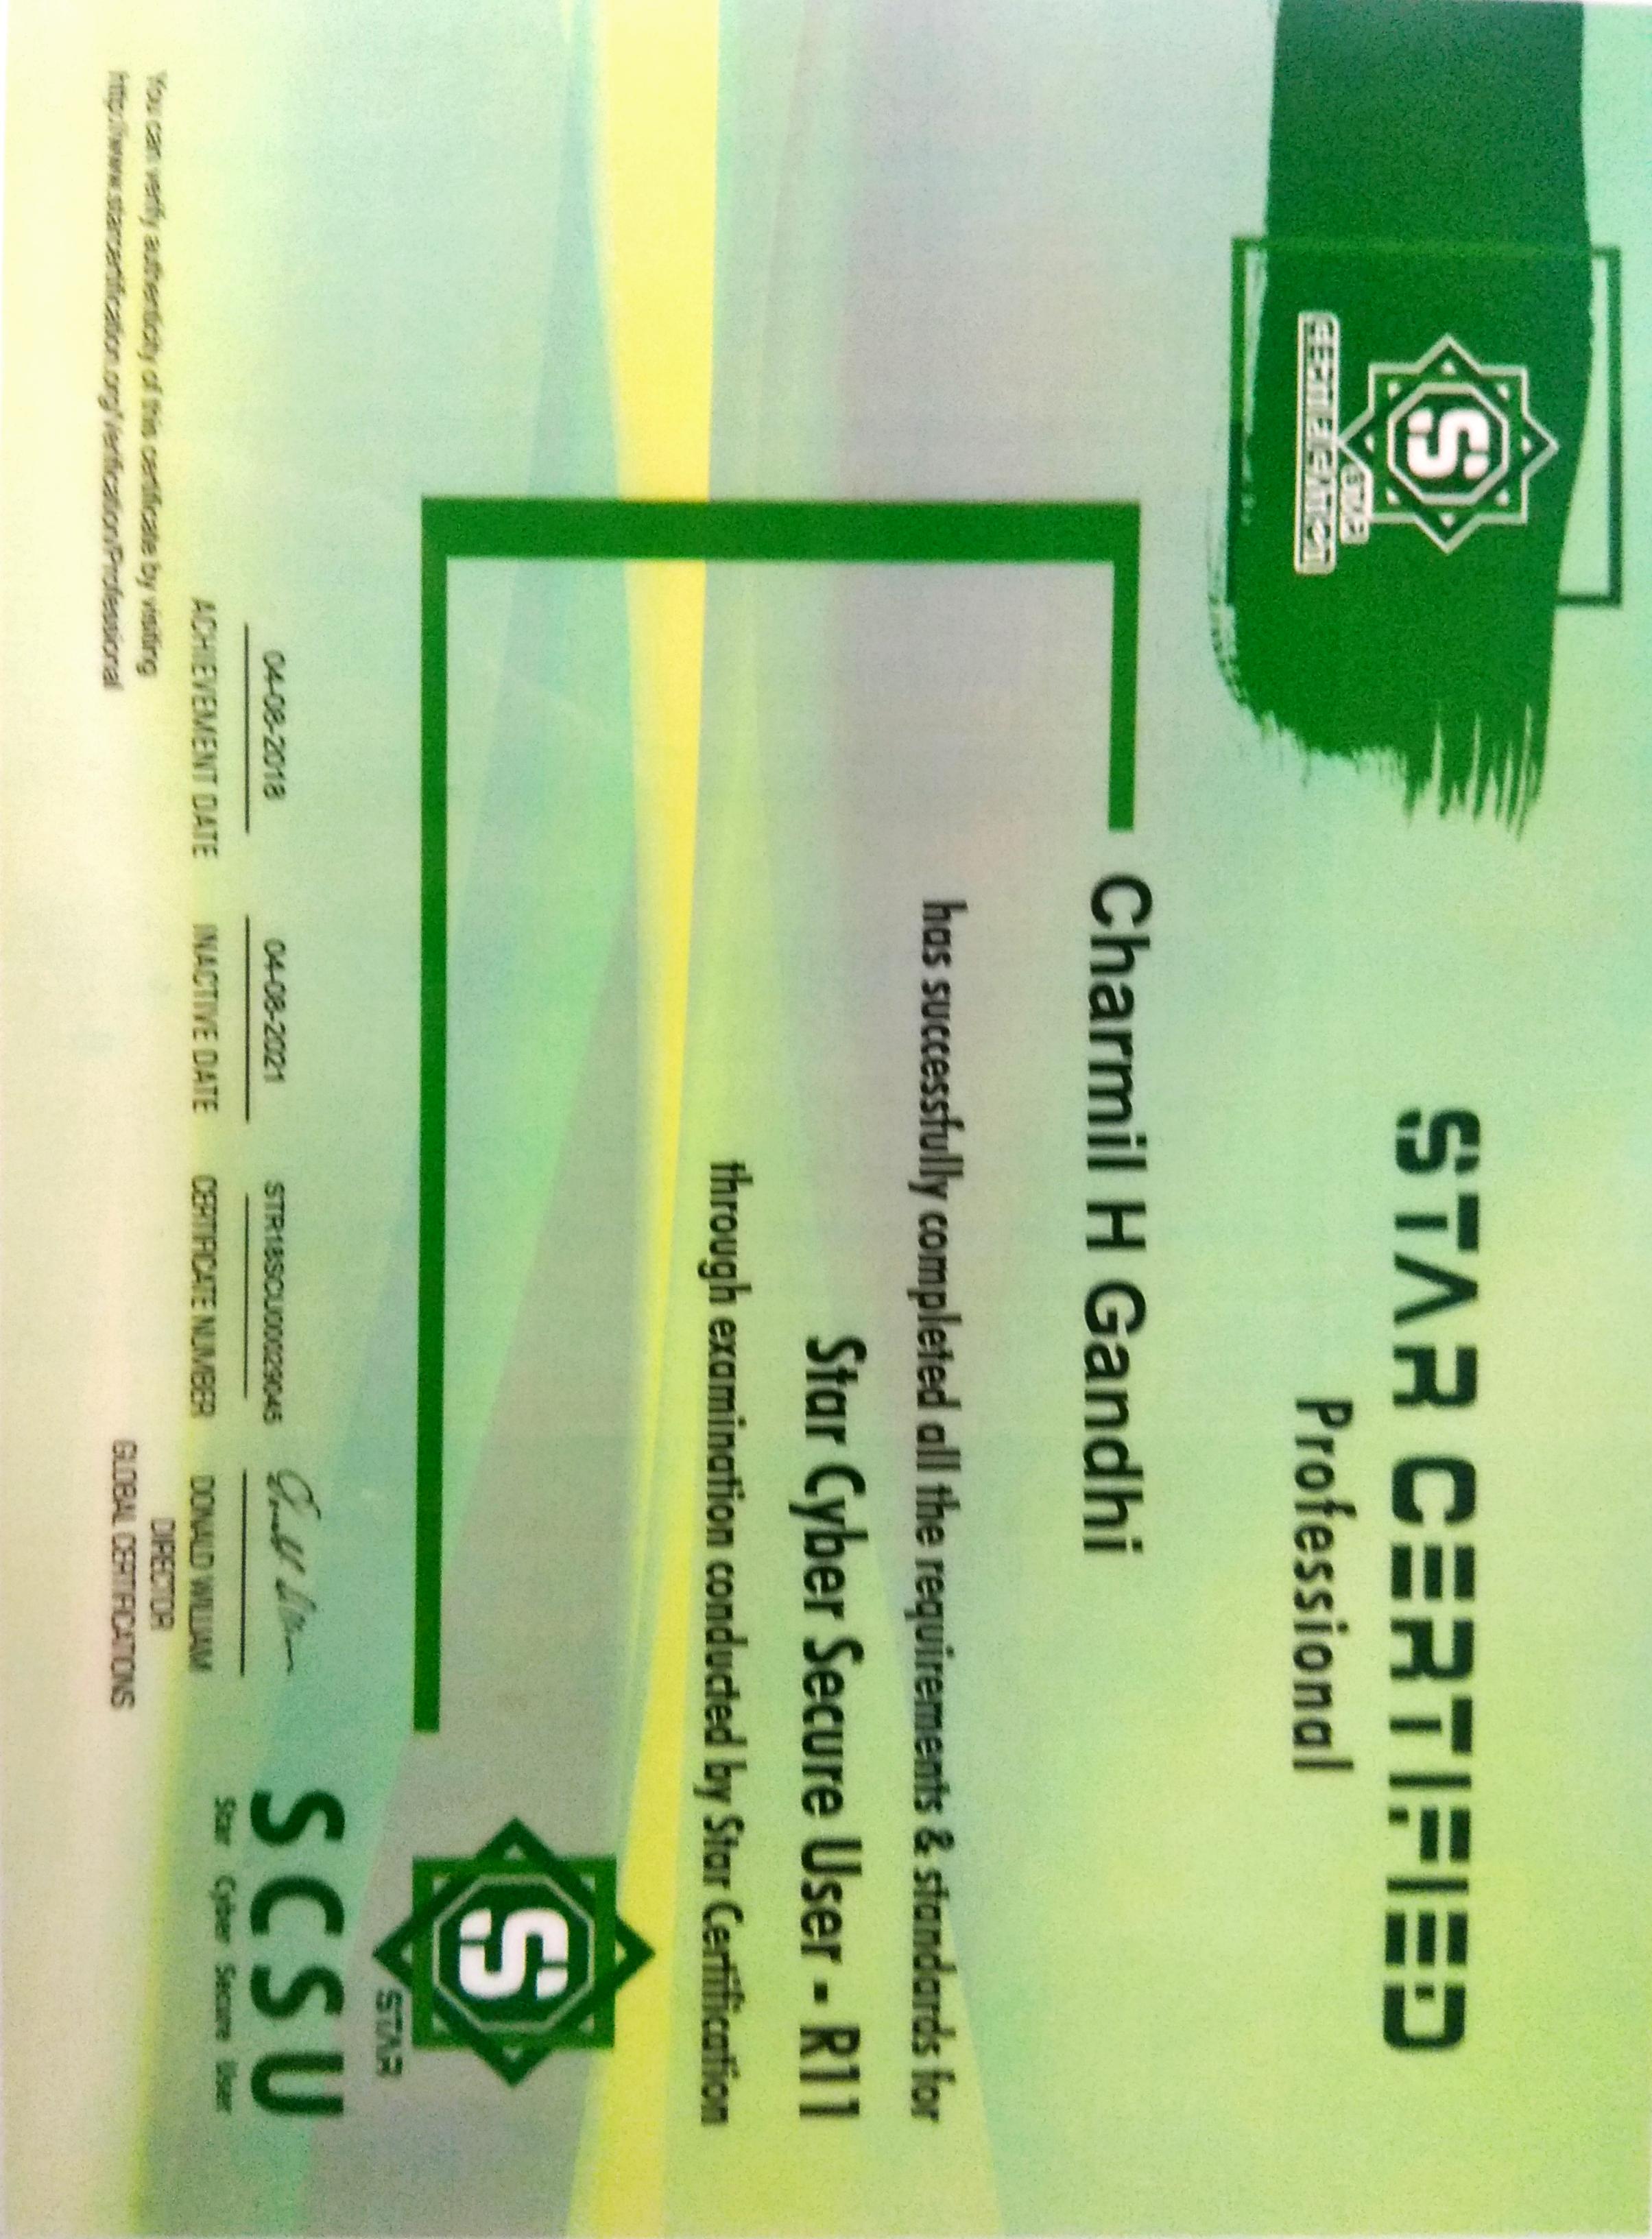 STAR
CERTIFICATION
STAR CERTIFIED
Professional
Charmil H Gandhi
has successfully completed all the requirements & standards for
Star Cyber Secure User - R11
through examination conducted by Star Certification
STAR
SCSU
Star Cyber Secure User
04-08-2018 04-08-2021 STR18SCU00029045
ACHIEVEMENT DATE INACTIVE DATE CERTIFICATE NUMBER DONALD WILLIAM
DIRECTOR
GLOBAL CERTIFICATIONS
You can verify authenticity of this certificate by visiting
http://www.starcertification.org/Verification/Professional